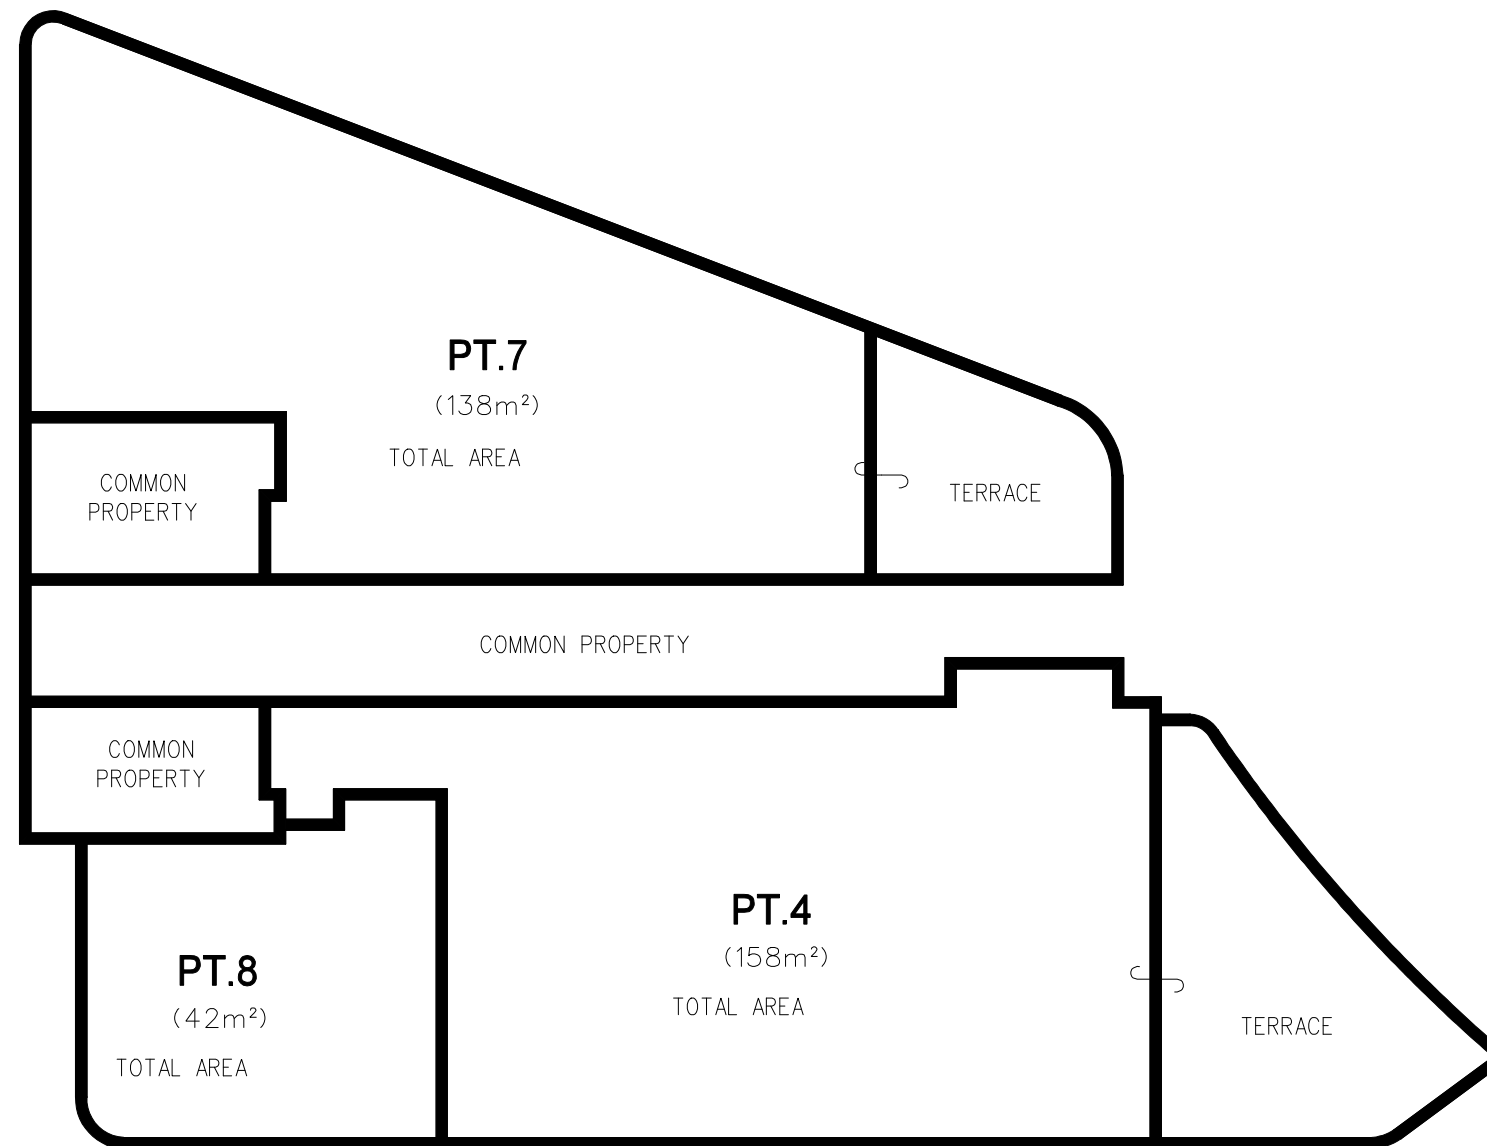 PT.7
(138m²)
TOTAL AREA
COMMON
PROPERTY
TERRACE
COMMON PROPERTY
COMMON
PROPERTY
PT.4
(158m²)
TOTAL AREA
PT.8
(42m²)
TOTAL AREA
TERRACE